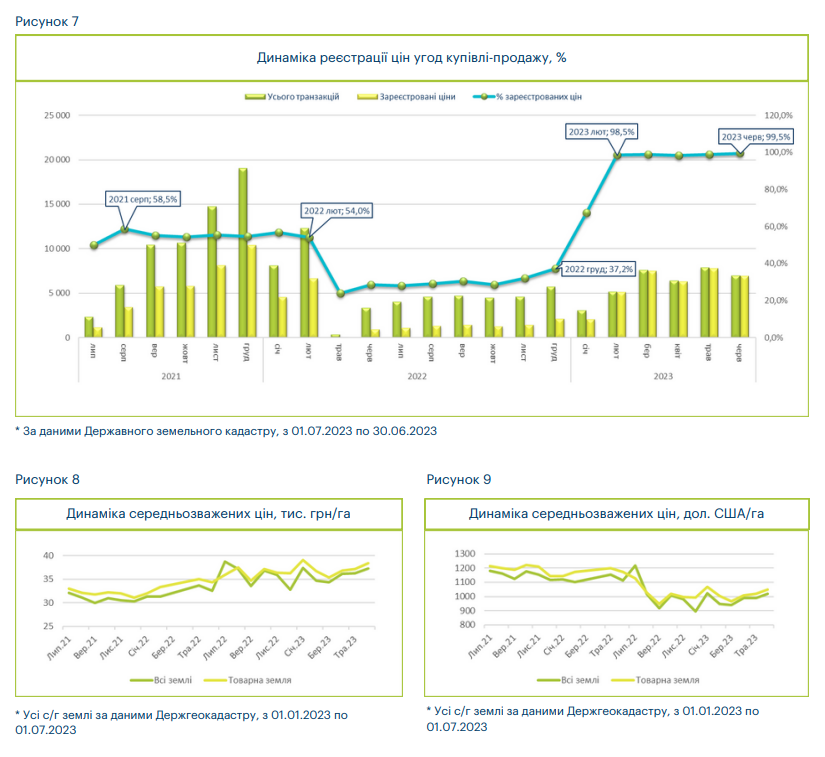 Рисунок 7
Динаміка реєстрації цін угод купівлі-продажу, %
Усього транзакцій Зареєстровані ціни % зареєстрованих цін
25 000
20 000
15 000
10 000
5 000
0
120,0%
100,0%
80,0%
60,0%
40,0%
20,0%
0,0%
2021 серп; 58,5%
2022 лют; 54,0%
2022 груд; 37,2%
2023 лют; 98,5%
2023 черв; 99,5%
лип серп вер жовт лист груд січ лют трав черв лип серп вер жовт лист груд січ лют бер квіт трав черв
2021 2022 2023
* За даними Державного земельного кадастру, з 01.07.2023 по 30.06.2023
Рисунок 8
Динаміка середньозважених цін, тис. грн/га
40
35
30
25
Лип.21 Вер.21 Лис.21 Січ.22 Бер.22 Тра.22 Лип.22 Вер.22 Лис.22 Січ.23 Бер.23 Тра.23
Всі землі Товарна земля
* Усі с/г землі за даними Держгеокадастру, з 01.01.2023 по
01.07.2023
Рисунок 9
Динаміка середньозважених цін, дол. США/га
1300
1200
1100
1000
900
800
Лип.21 Вер.21 Лис.21 Січ.22 Бер.22 Тра.22 Лип.22 Вер.22 Лис.22 Січ.23 Бер.23 Тра.23
Всі землі Товарна земля
* Усі с/г землі за даними Держгеокадастру, з 01.01.2023 по
01.07.2023